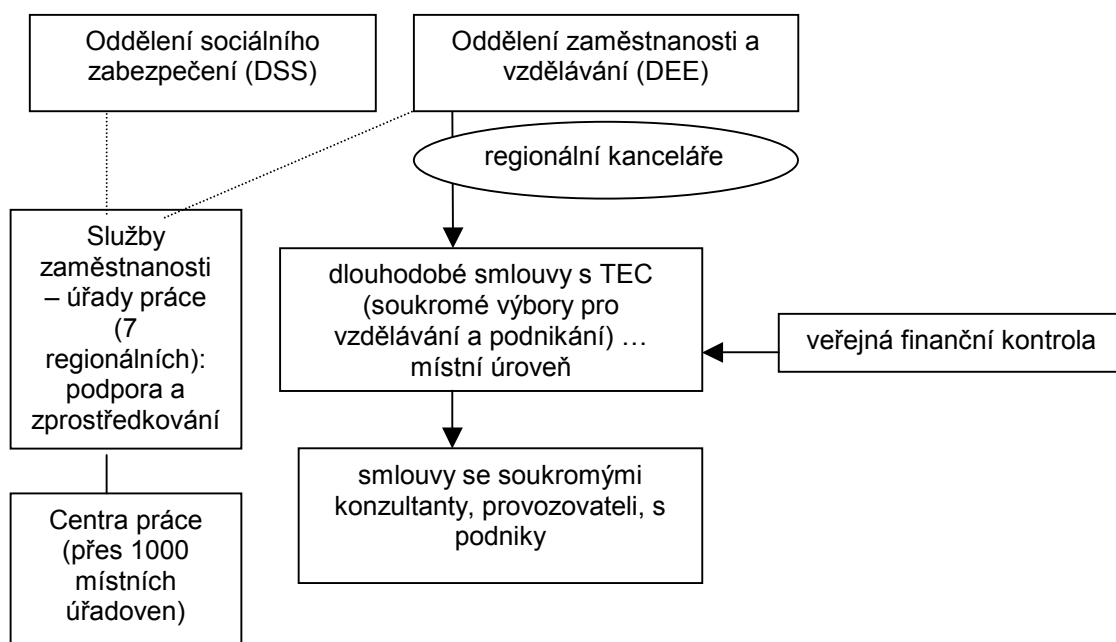 Oddělení sociálního
zabezpečení (DSS)
Oddělení zaměstnanosti a
vzdělávání (DEE)
regionální kanceláře
Služby
zaměstnanosti
– úřady práce
(7
regionálních):
podpora a
zprostředkování
dlouhodobé smlouvy s TEC
(soukromé výbory pro
vzdělávání a podnikání) …
místní úroveň
veřejná finanční kontrola
smlouvy se soukromými
konzultanty, provozovateli, s
podniky
Centra práce
(přes 1000
místních
úřadoven)